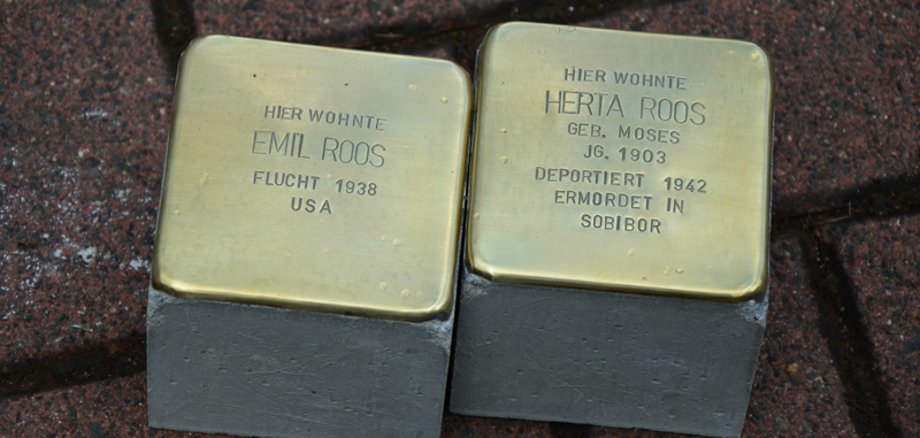 HIER WOHNTE
EMIL ROOS
FLUCHT 1938
USA
HIER WOHNTE
HERTA ROOS
GEB. MOSES
JG. 1903
DEPORTIERT 1942
ERMORDET IN
SOBIBOR